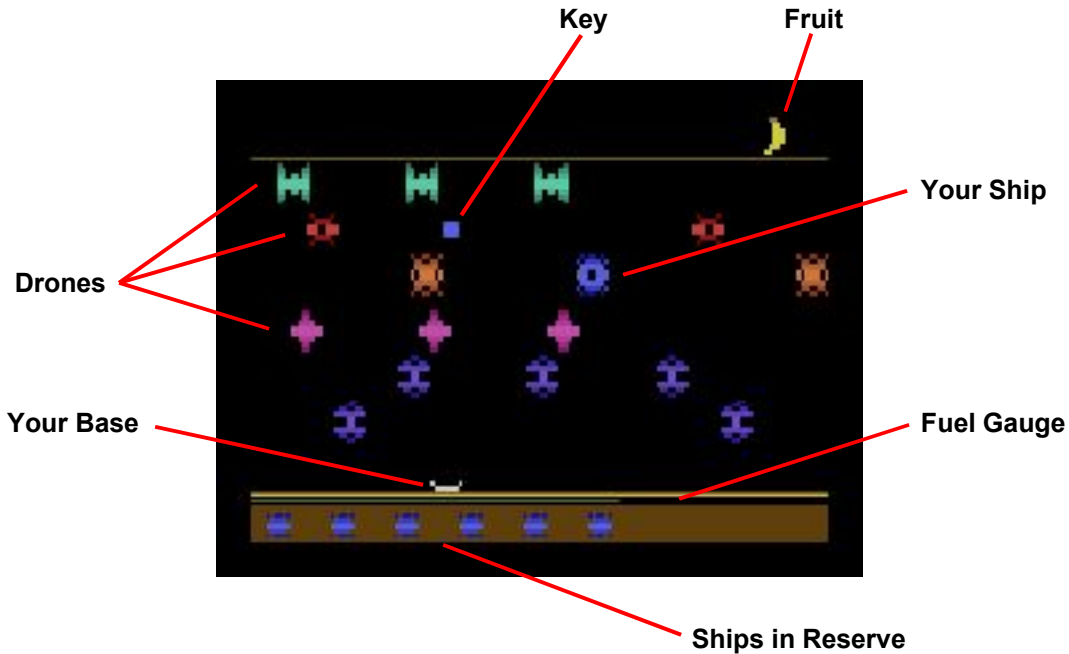 Key
Fruit
Your Ship
Drones
Your Base
Fuel Gauge
Ships in Reserve